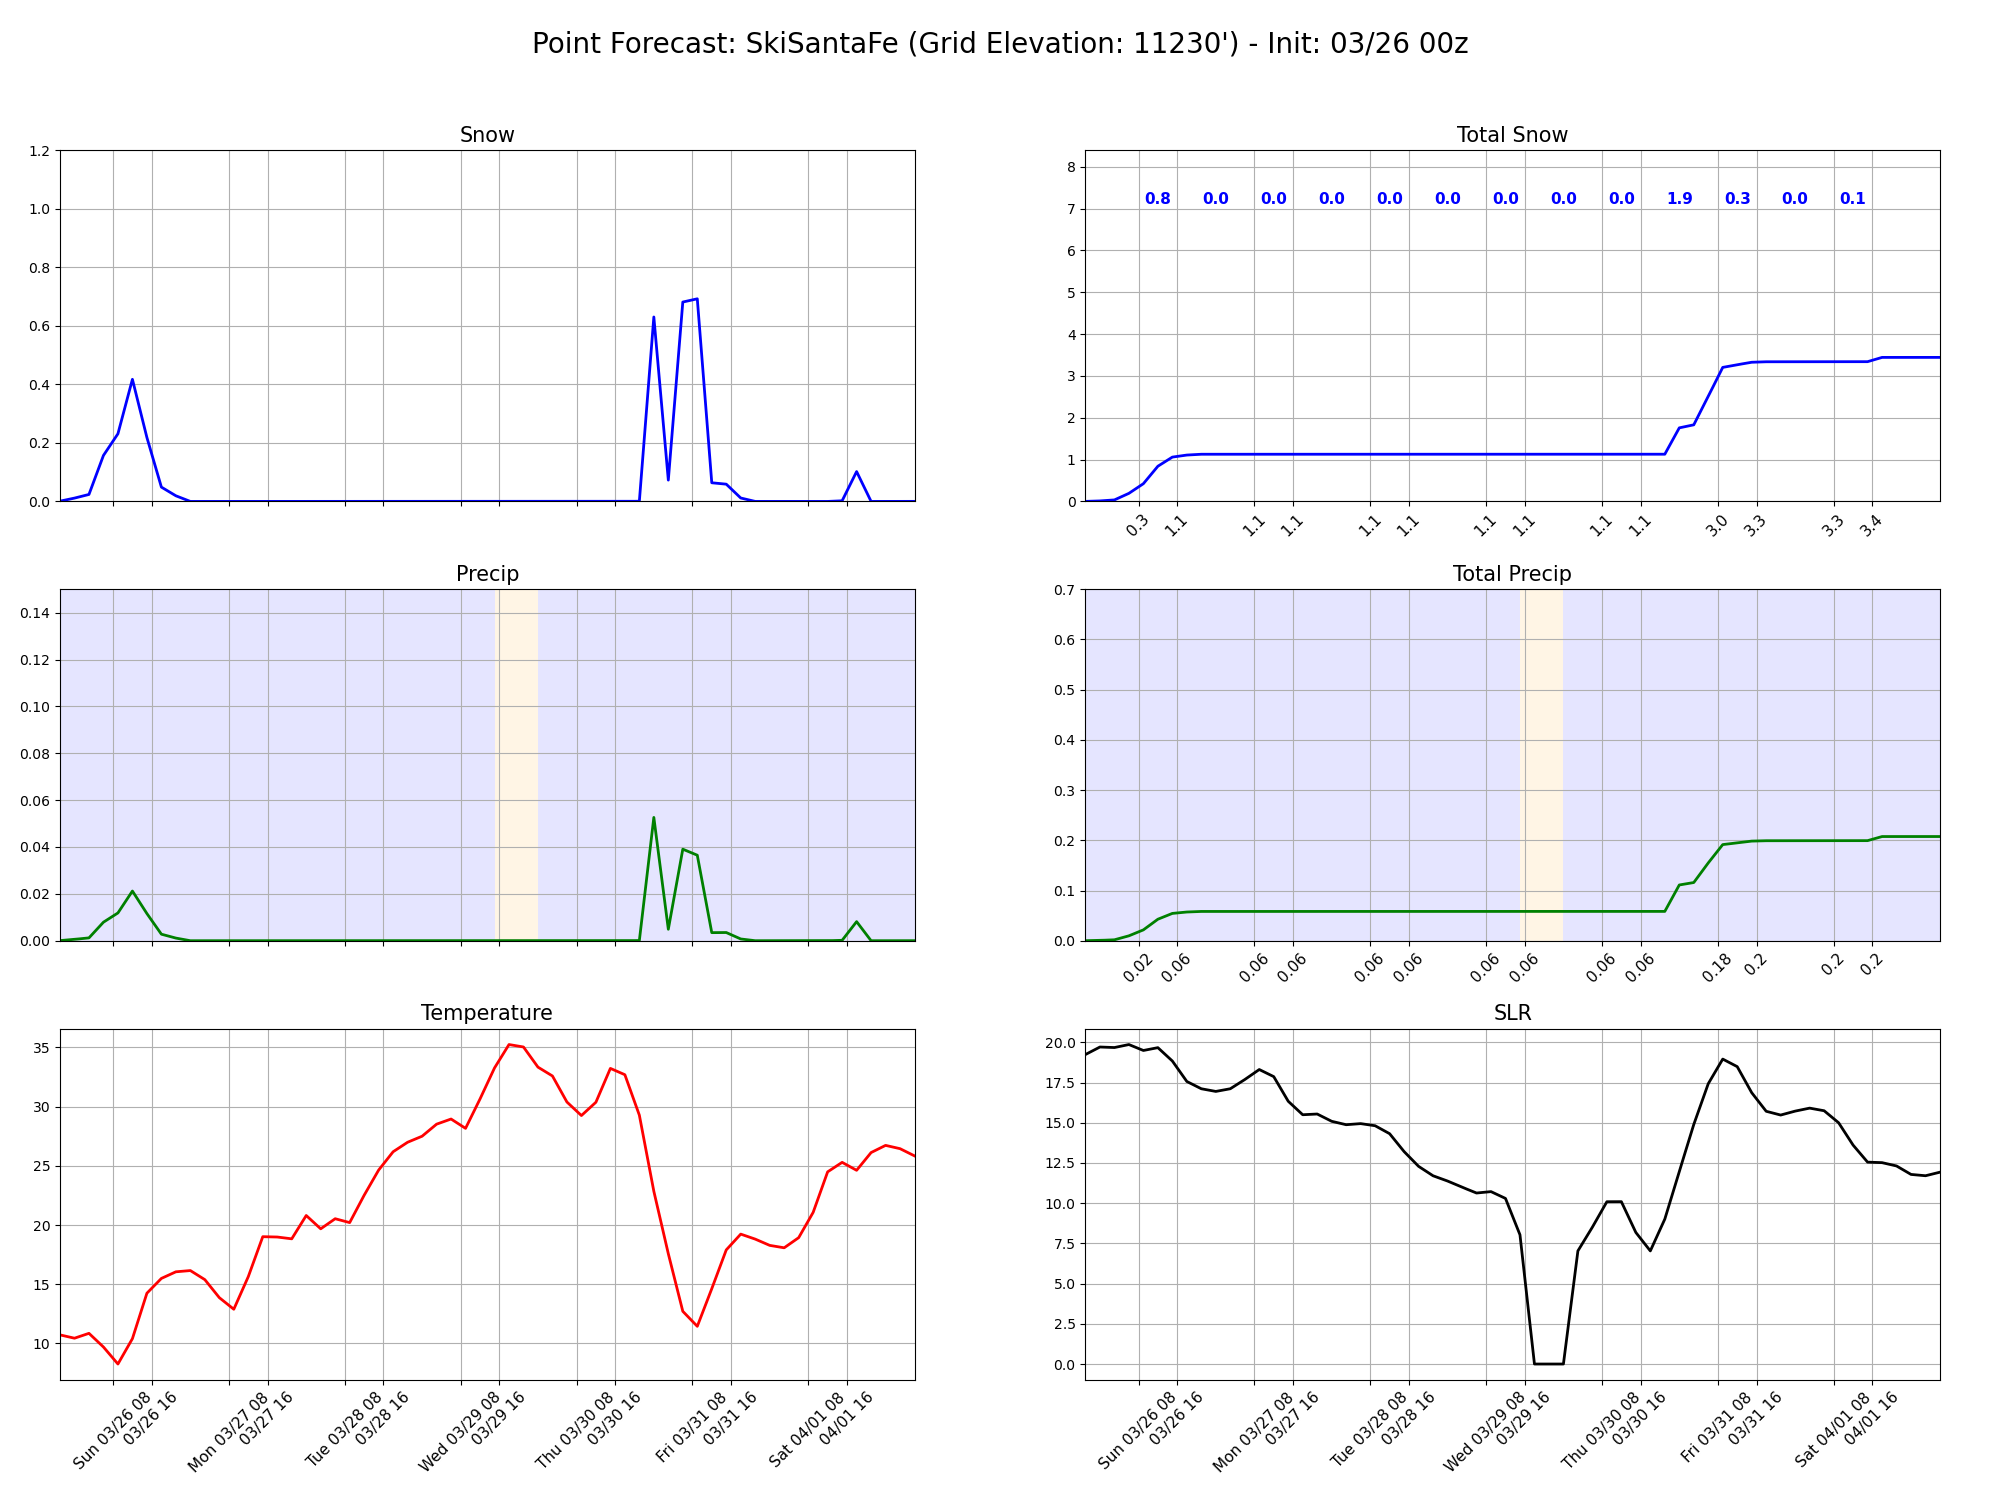 Point Forecast: SkiSantaFe (Grid Elevation: 11230') - Init: 03/26 00z
Snow
1.2
1.0
0.8
0.6
0.4
0.2
0.0
Total Snow
8
7
6
5
4
3
2
1
0
0.8 0.0 0.0 0.0 0.0 0.0 0.0 0.0 0.0 1.9 0.3 0.0 0.1
0.3 1.1 1.1 1.1 1.1 1.1 1.1 1.1 1.1 1.1 3.0 3.3 3.3 3.4
Precip
0.14
0.12
0.10
0.08
0.06
0.04
0.02
0.00
Total Precip
0.7
0.6
0.5
0.4
0.3
0.2
0.1
0.0
0.02 0.06 0.06 0.06 0.06 0.06 0.06 0.06 0.06 0.06 0.18 0.2 0.2 0.2
Temperature
35
30
25
20
15
10
Sun 03/26 08
03/26 16
Mon 03/27 08
03/27 16
Tue 03/28 08
03/28 16
Wed 03/29 08
03/29 16
Thu 03/30 08
03/30 16
Fri 03/31 08
03/31 16
Sat 04/01 08
04/01 16
SLR
20.0
17.5
15.0
12.5
10.0
7.5
5.0
2.5
0.0
Sun 03/26 08
03/26 16
Mon 03/27 08
03/27 16
Tue 03/28 08
03/28 16
Wed 03/29 08
03/29 16
Thu 03/30 08
03/30 16
Fri 03/31 08
03/31 16
Sat 04/01 08
04/01 16